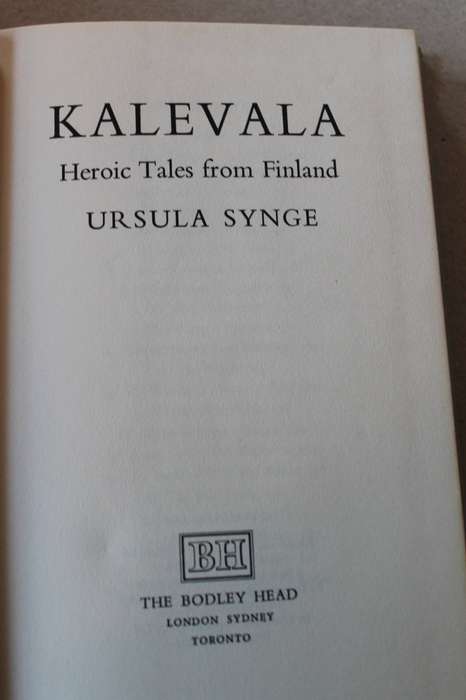 KALEVALA
Heroic Tales from Finland
URSULA SYNGE
BH
THE BODLEY HEAD
LONDON SYDNEY
TORONTO